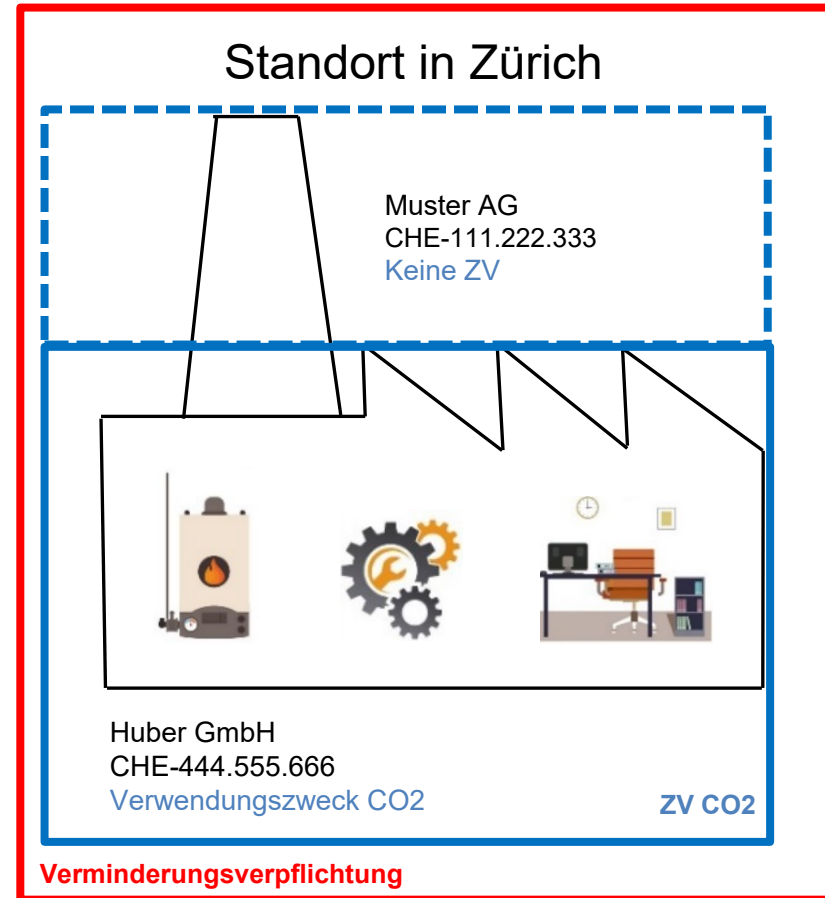 Standort in Zürich
Muster AG
CHE-111.222.333
Keine ZV
Huber GmbH
CHE-444.555.666
Verwendungszweck CO2
ZV CO2
Verminderungsverpflichtung